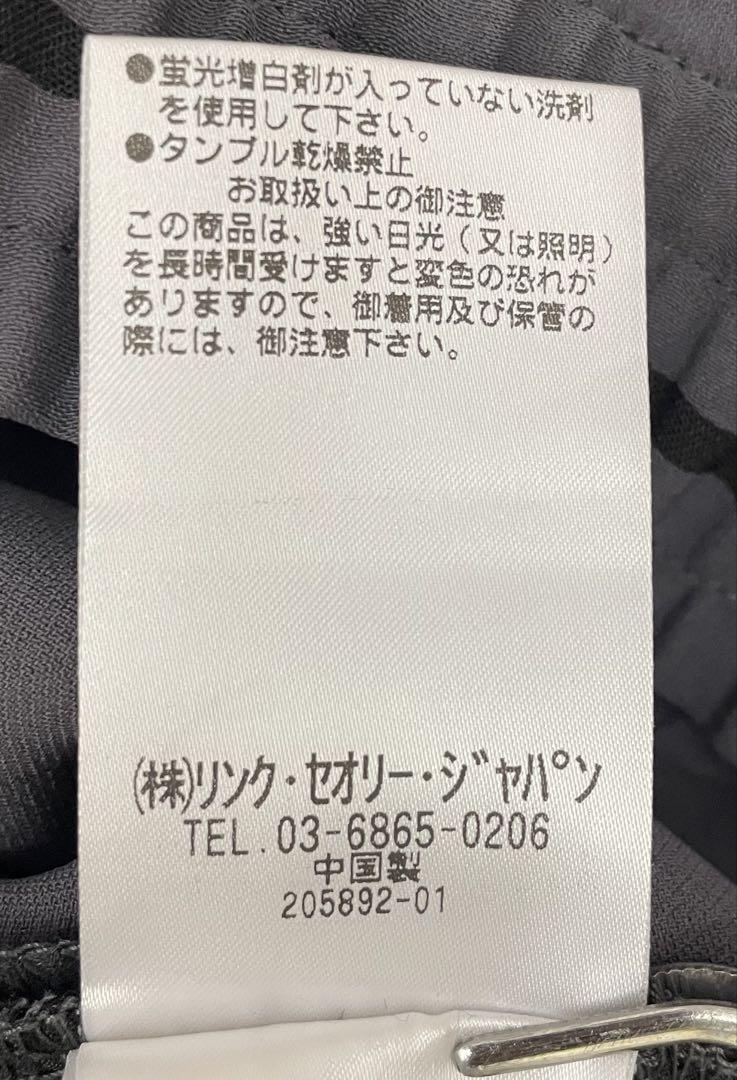 ●蛍光増白剤が入っていない洗剤
を使用して下さい。
●タンブル乾燥禁止
お取扱い上の御注意
この商品は、強い日光(又は照明)
を長時間受けますと変色の恐れが
ありますので、御着用及び保管の
際には、御注意下さい。
(株)リンク・セオリー・ジャパン
TEL.03-6865-0206
中国製
205892-01